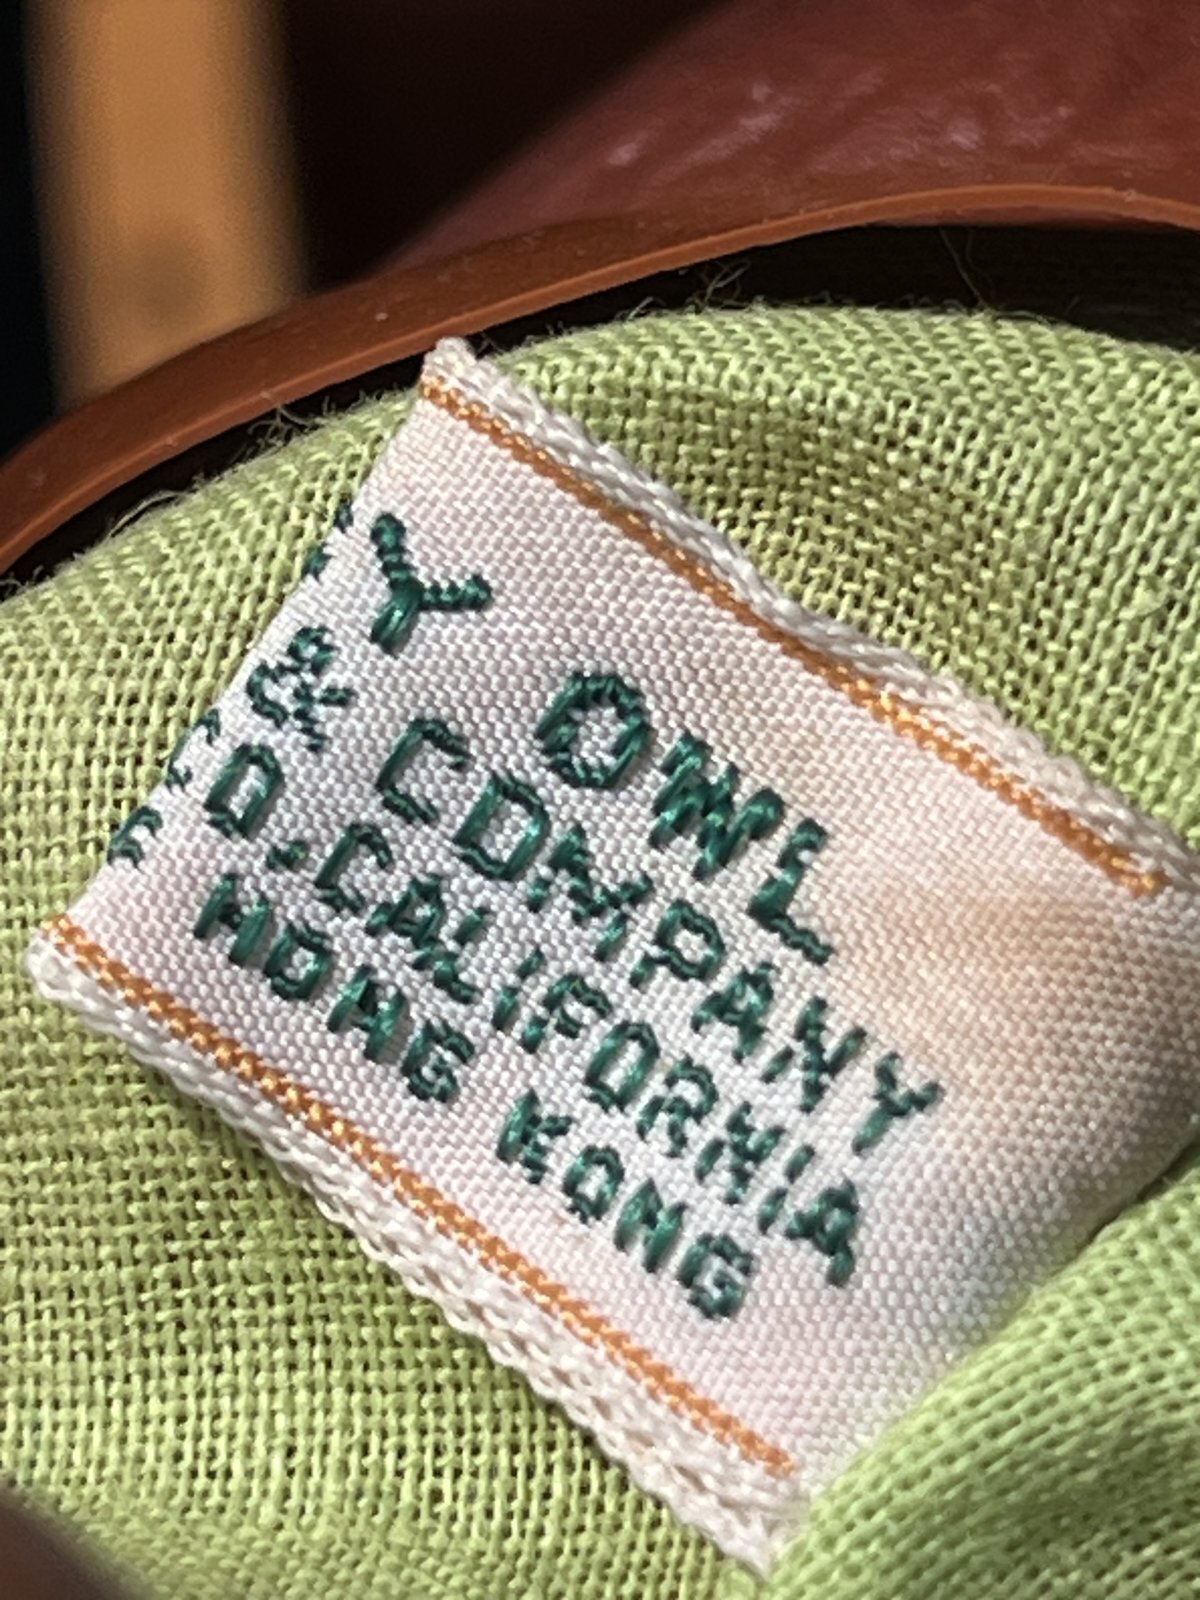 Y OWL
& COMPANY
D. CALIFORNIA
HONG KONG